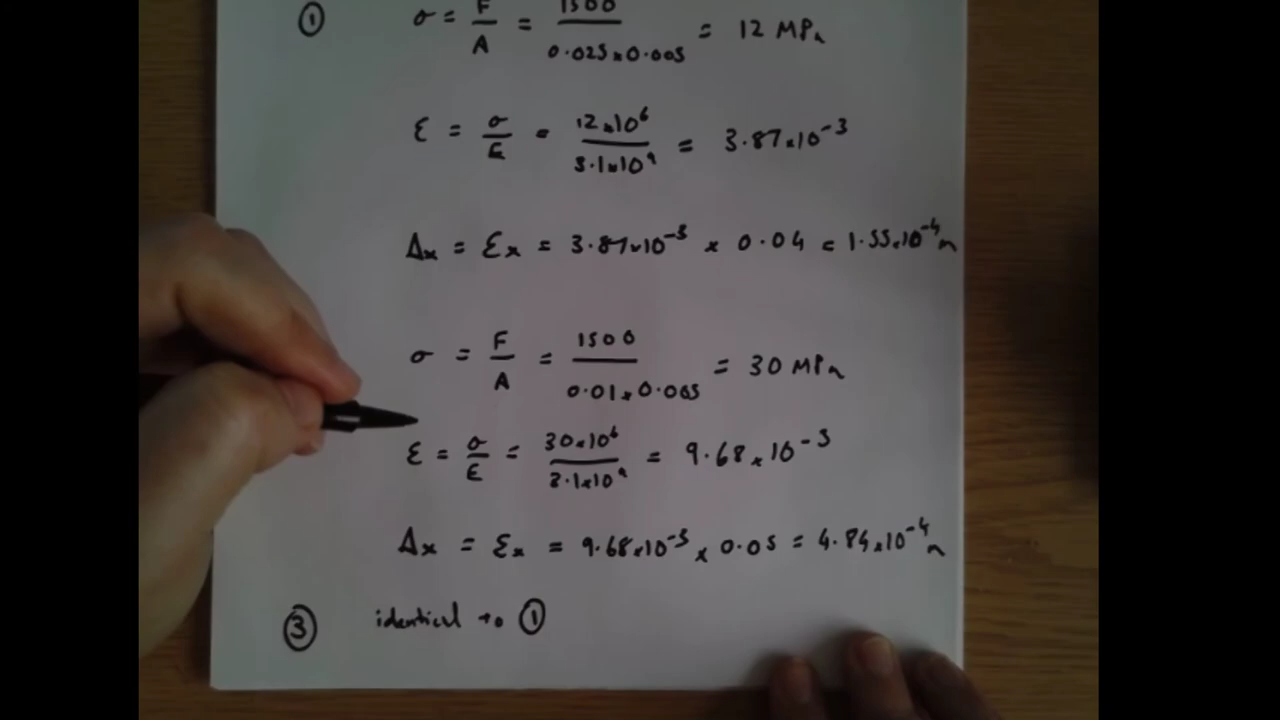 ① σ = F/A = 1500/0.025×0.005 = 12 MPa
ε = σ/E = 12×10⁶/3.1×10⁹ = 3.87×10⁻³
Δx = εx = 3.87×10⁻³ × 0.04 = 1.55×10⁻⁴m
σ = F/A = 1500/0.01×0.005 = 30 MPa
ε = σ/E = 30×10⁶/3.1×10⁹ = 9.68×10⁻³
Δx = εx = 9.68×10⁻³ × 0.05 = 4.84×10⁻⁴m
③ identical to ①